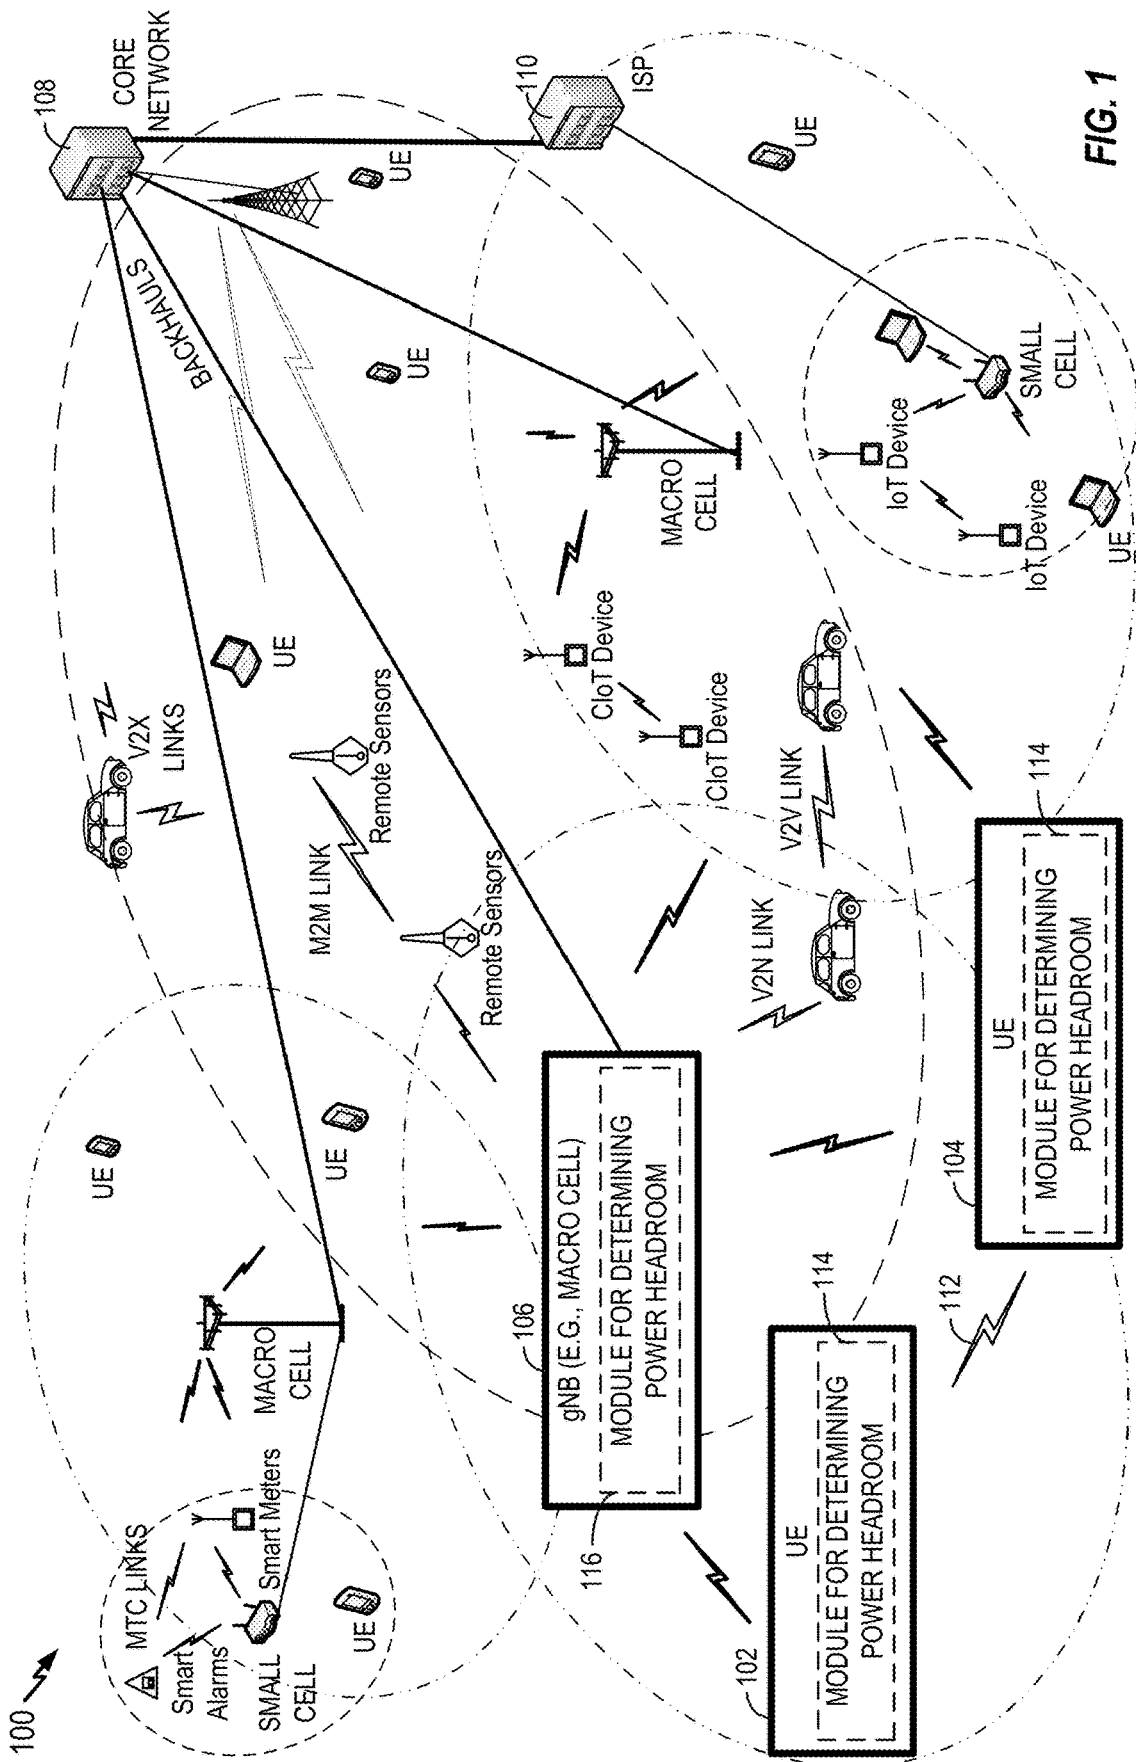 100
MTC LINKS
Smart
Alarms
Smart Meters
SMALL
CELL
UE
MACRO
CELL
UE
UE
V2X
LINKS
UE
M2M LINK
Remote Sensors
Remote Sensors
BACKHAULS
108
CORE
NETWORK
UE
UE
110
ISP
UE
MACRO
CELL
CIoT Device
CIoT Device
IoT Device
IoT Device
SMALL
CELL
UE
V2N LINK
V2V LINK
106
gNB (E.G., MACRO CELL)
MODULE FOR DETERMINING
POWER HEADROOM
116
102
UE
MODULE FOR DETERMINING
POWER HEADROOM
114
112
104
UE
MODULE FOR DETERMINING
POWER HEADROOM
114
FIG. 1